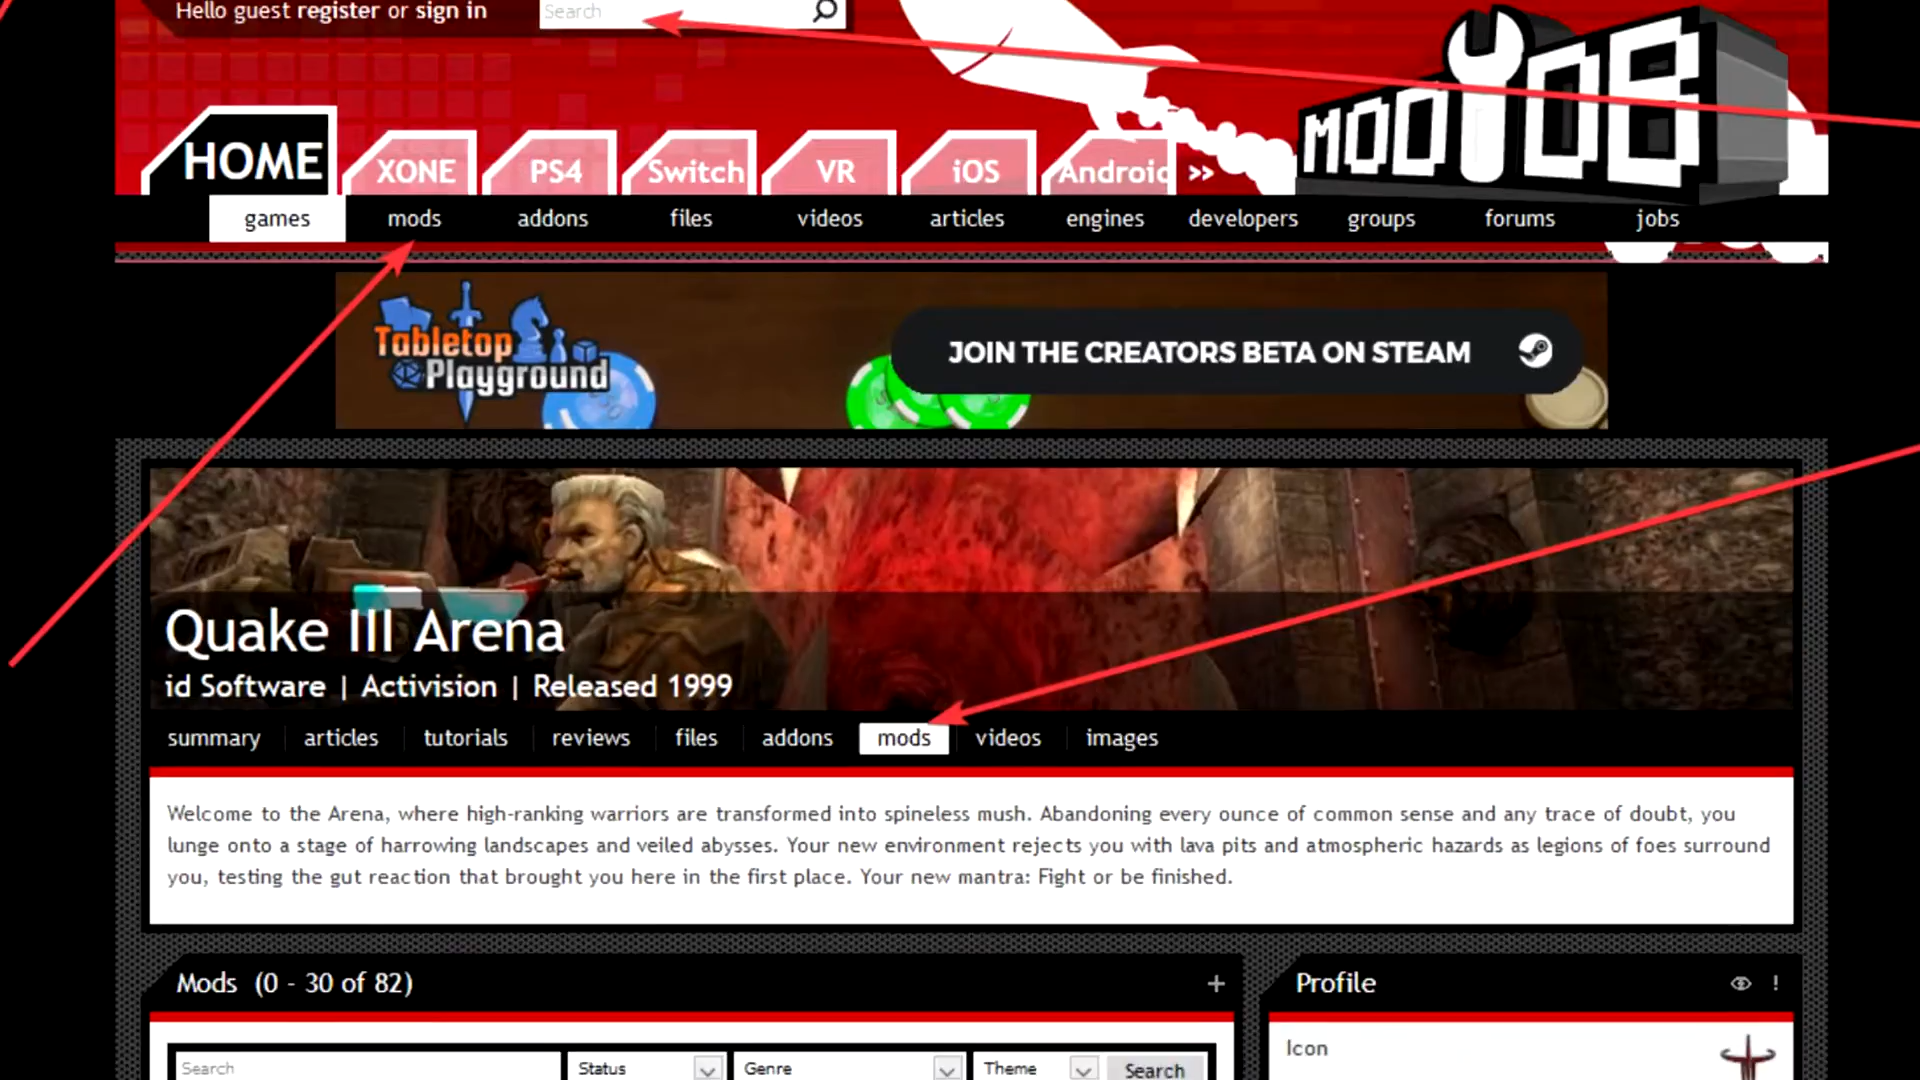 Hello guest register or sign in
Search
MODDB
HOME
XONE
PS4
Switch
VR
iOS
Android
»
games
mods
addons
files
videos
articles
engines
developers
groups
forums
jobs
Tabletop
Playground
JOIN THE CREATORS BETA ON STEAM
Quake III Arena
id Software | Activision | Released 1999
summary
articles
tutorials
reviews
files
addons
mods
videos
images
Welcome to the Arena, where high-ranking warriors are transformed into spineless mush. Abandoning every ounce of common sense and any trace of doubt, you
lunge onto a stage of harrowing landscapes and veiled abysses. Your new environment rejects you with lava pits and atmospheric hazards as legions of foes surround
you, testing the gut reaction that brought you here in the first place. Your new mantra: Fight or be finished.
Mods (0 - 30 of 82)
+
Profile
!
Search
Status
Genre
Theme
Search
Icon